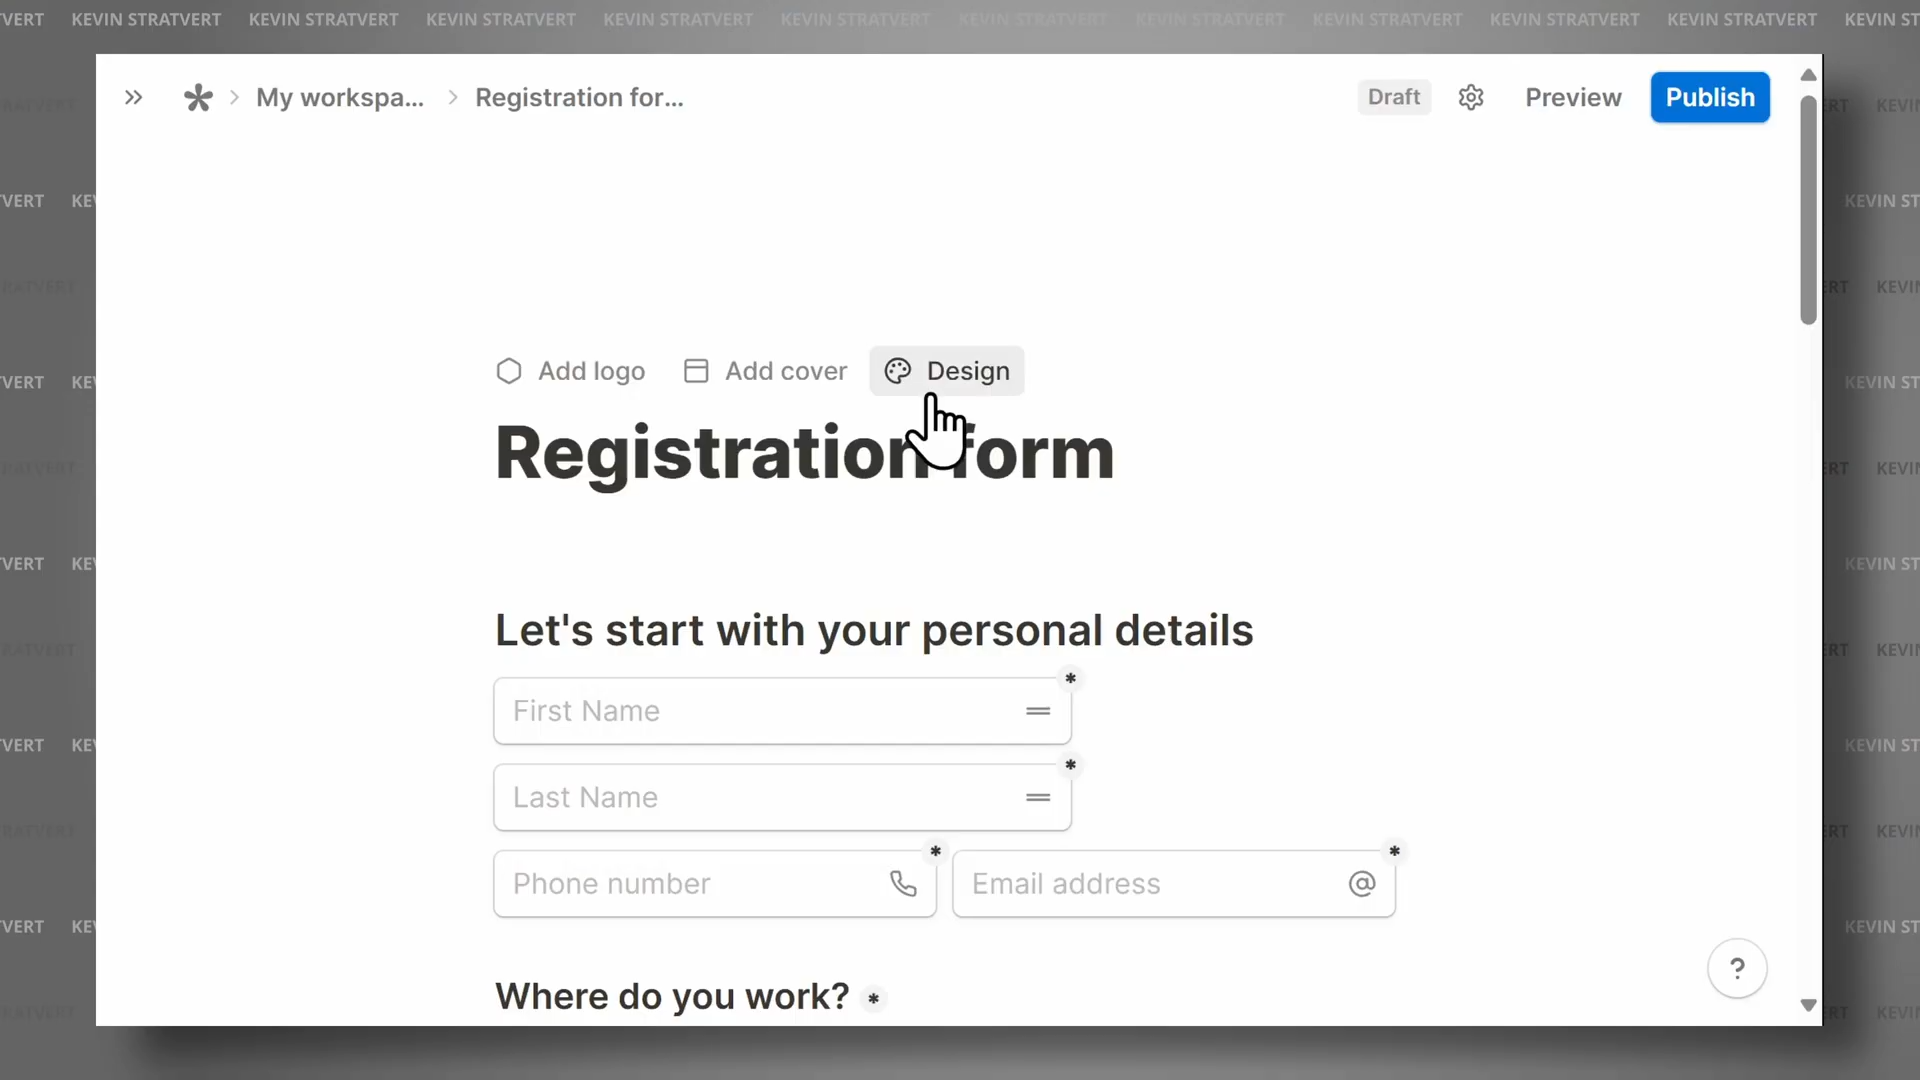 KEVIN STRATVERT KEVIN STRATVERT KEVIN STRATVERT KEVIN STRATVERT KEVIN STRATVERT KEVIN STRATVERT KEVIN STRATVERT KEVIN STRATVERT KEVIN STRATVERT KEVIN STRATVERT
My workspa...
Registration for...
Draft
Preview
Publish
Add logo
Add cover
Design
Registration form
Let's start with your personal details
First Name
*
Last Name
*
Phone number
*
Email address
@
*
Where do you work? *
?